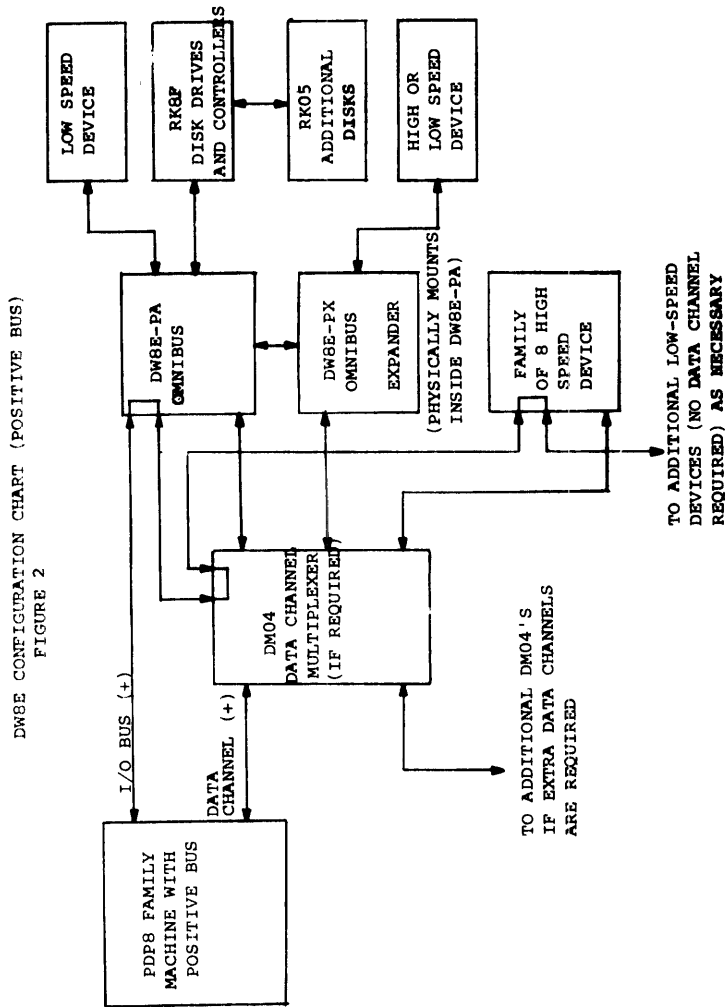 DW8E CONFIGURATION CHART (POSITIVE BUS)
FIGURE 2
PDP8 FAMILY
MACHINE WITH
POSITIVE BUS
I/O BUS (+)
DATA
CHANNEL (+)
DM04
DATA CHANNEL
MULTIPLEXER
(IF REQUIRED)
TO ADDITIONAL DM04'S
IF EXTRA DATA CHANNELS
ARE REQUIRED
DW8E-PA
OMNIBUS
DW8E-PX
OMNIBUS
EXPANDER
(PHYSICALLY MOUNTS
INSIDE DW8E-PA)
FAMILY
OF 8 HIGH
SPEED
DEVICE
TO ADDITIONAL LOW-SPEED
DEVICES (NO DATA CHANNEL
REQUIRED) AS NECESSARY
LOW SPEED
DEVICE
RK8F
DISK DRIVES
AND CONTROLLERS
RK05
ADDITIONAL
DISKS
HIGH OR
LOW SPEED
DEVICE